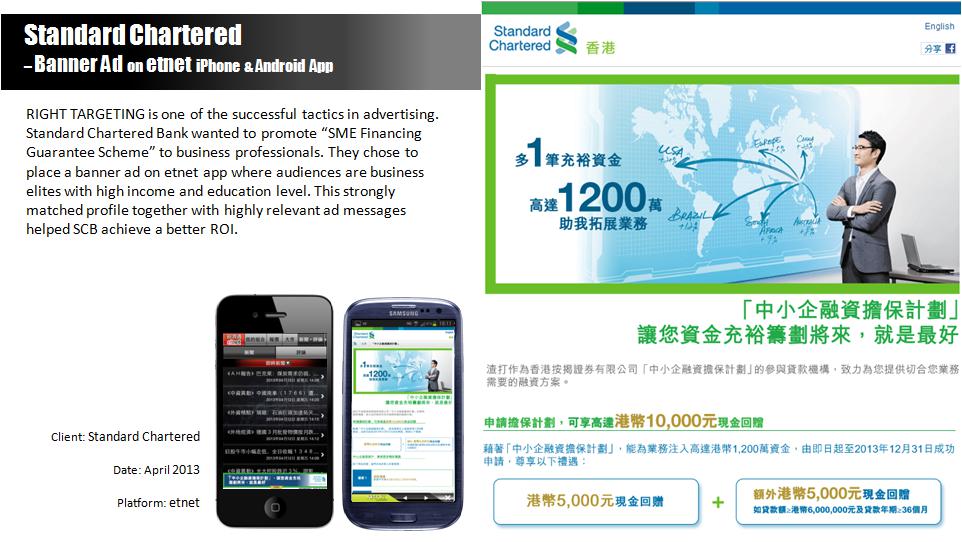 Standard Chartered
– Banner Ad on etnet iPhone & Android App
RIGHT TARGETING is one of the successful tactics in advertising.
Standard Chartered Bank wanted to promote “SME Financing
Guarantee Scheme” to business professionals. They chose to
place a banner ad on etnet app where audiences are business
elites with high income and education level. This strongly
matched profile together with highly relevant ad messages
helped SCB achieve a better ROI.
Client: Standard Chartered
Date: April 2013
Platform: etnet
SAMSUNG
Standard
Chartered
香港
English
分享
多1筆充裕資金
高達1200萬
助我拓展業務
USA
EUROPE
CHINA
BRAZIL
SOUTH
AFRICA
AUSTRALIA
「中小企融資擔保計劃」
讓您資金充裕籌劃將來，就是最好
渣打作為香港按揭證券有限公司「中小企融資擔保計劃」的參與貸款機構，致力為您提供切合您業務
需要的融資方案。
申請擔保計劃，可享高達港幣10,000元現金回贈
藉著「中小企融資擔保計劃」，能為業務注入高達港幣1,200萬資金，由即日起至2013年12月31日成功
申請，尊享以下禮遇：
港幣5,000元現金回贈
+
額外港幣5,000元現金回贈
如貸款額≥港幣6,000,000元及貸款年期≥36個月